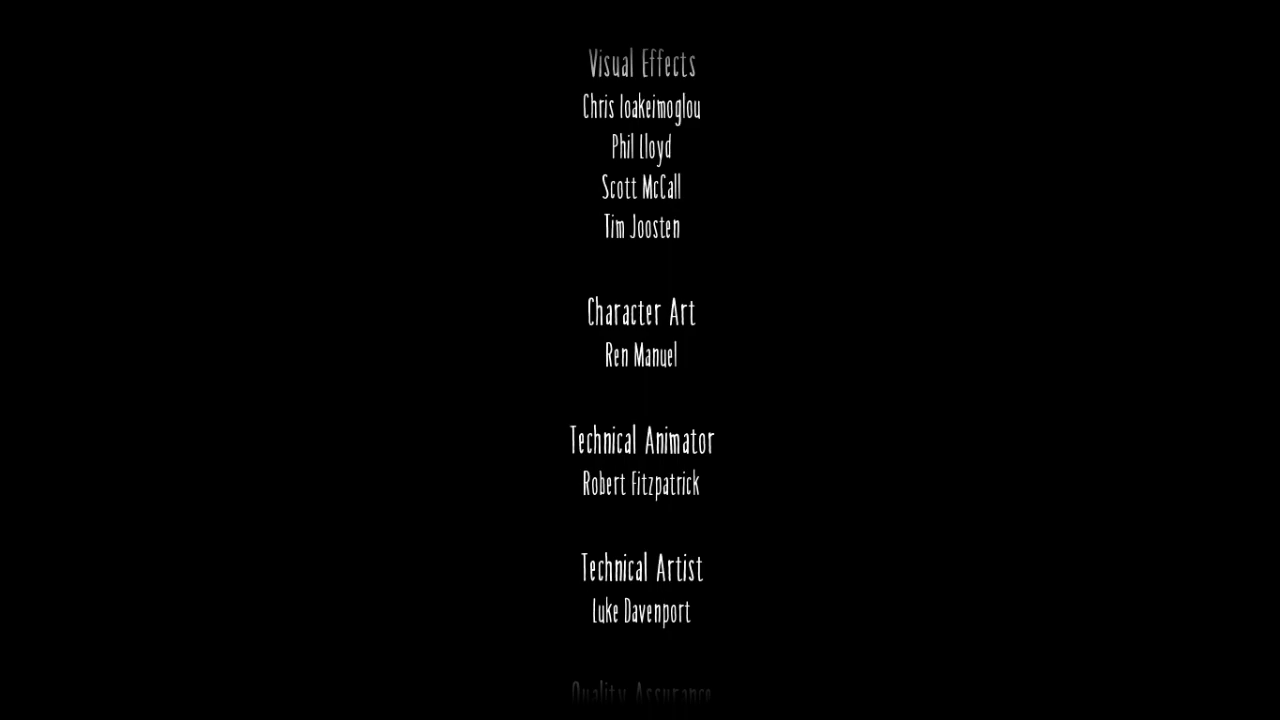 Visual Effects
Chris Ioakeimoglou
Phil Lloyd
Scott McCall
Tim Joosten
Character Art
Ren Manuel
Technical Animator
Robert Fitzpatrick
Technical Artist
Luke Davenport
Quality Assurance